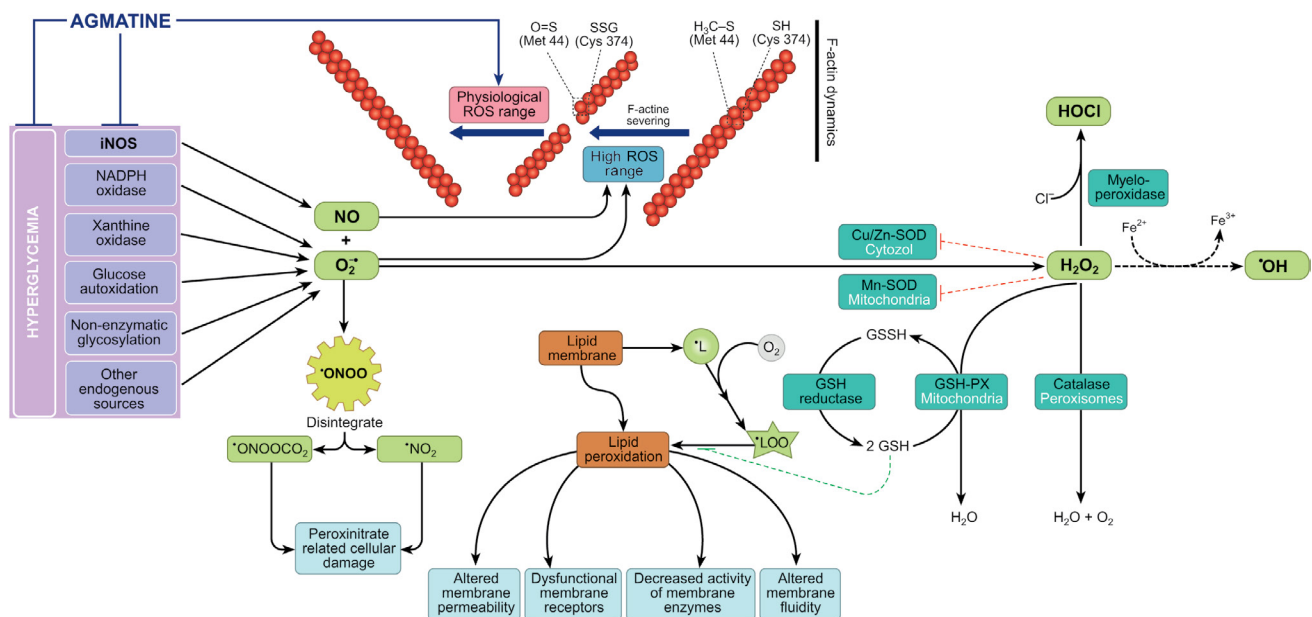 AGMATINE
O=S
(Met 44)
SSG
(Cys 374)
H₃C–S
(Met 44)
SH
(Cys 374)
F-actin dynamics
Physiological
ROS range
F-actine
severing
High ROS
range
HYPERGLYCEMIA
iNOS
NADPH
oxidase
Xanthine
oxidase
Glucose
autoxidation
Non-enzymatic
glycosylation
Other
endogenous
sources
NO
+
O₂⁻•
•ONOO
Disintegrate
•ONOOCO₂
•NO₂
Peroxinitrate
related cellular
damage
Lipid
membrane
•L
O₂
•LOO
Lipid
peroxidation
Altered
membrane
permeability
Dysfunctional
membrane
receptors
Decreased activity
of membrane
enzymes
Altered
membrane
fluidity
HOCl
Cl⁻
Myelo-
peroxidase
Cu/Zn-SOD
Cytozol
Mn-SOD
Mitochondria
H₂O₂
Fe²⁺
Fe³⁺
•OH
GSSH
GSH
reductase
GSH-PX
Mitochondria
2 GSH
Catalase
Peroxisomes
H₂O
H₂O + O₂